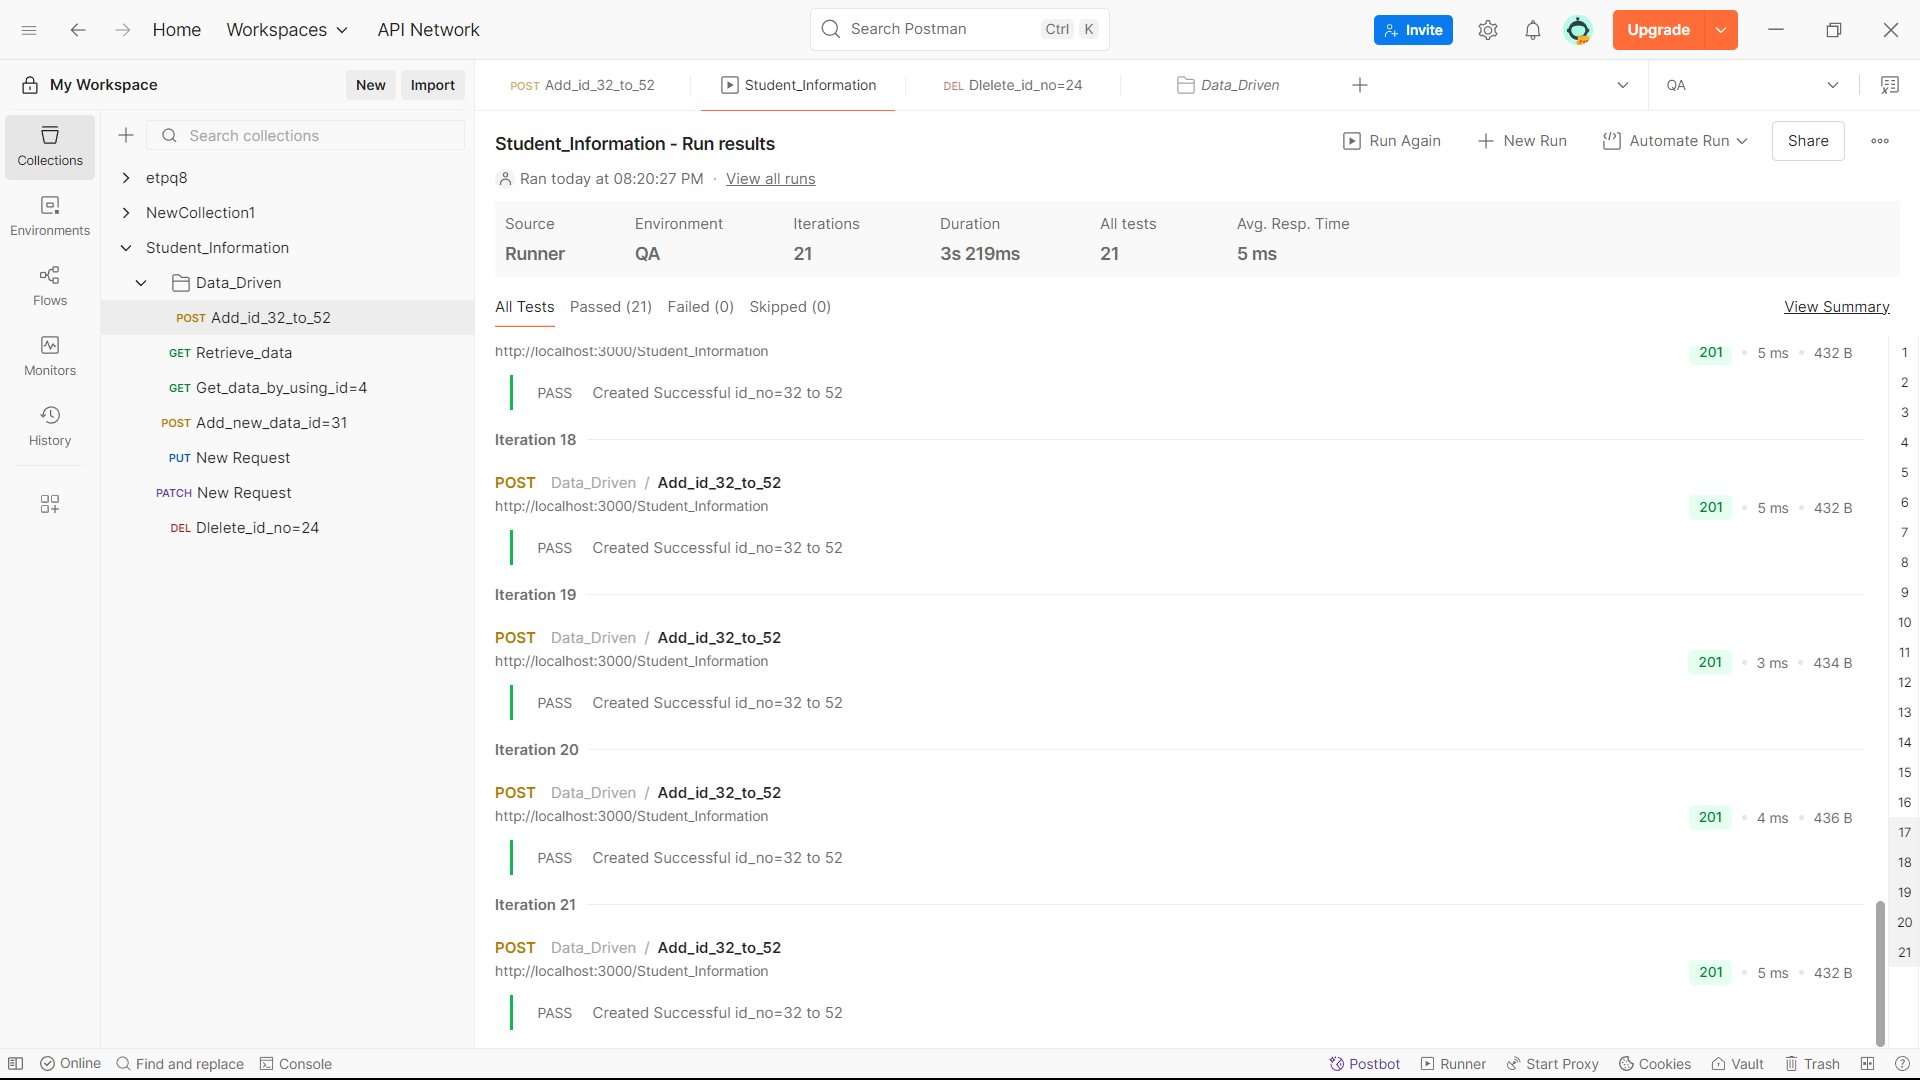 Home
Workspaces
API Network
Search Postman
Ctrl K
Invite
Upgrade
My Workspace
New
Import
POST Add_id_32_to_52
Student_Information
DEL Dlelete_id_no=24
Data_Driven
QA
Collections
Environments
Flows
Monitors
History
Search collections
etpq8
NewCollection1
Student_Information
Data_Driven
POST Add_id_32_to_52
GET Retrieve_data
GET Get_data_by_using_id=4
POST Add_new_data_id=31
PUT New Request
PATCH New Request
DEL Dlelete_id_no=24
Student_Information - Run results
Run Again
New Run
Automate Run
Share
Ran today at 08:20:27 PM · View all runs
Source
Environment
Iterations
Duration
All tests
Avg. Resp. Time
Runner
QA
21
3s 219ms
21
5 ms
All Tests
Passed (21)
Failed (0)
Skipped (0)
View Summary
http://localhost:3000/Student_Information
201 • 5 ms • 432 B
PASS Created Successful id_no=32 to 52
Iteration 18
POST Data_Driven / Add_id_32_to_52
http://localhost:3000/Student_Information
201 • 5 ms • 432 B
PASS Created Successful id_no=32 to 52
Iteration 19
POST Data_Driven / Add_id_32_to_52
http://localhost:3000/Student_Information
201 • 3 ms • 434 B
PASS Created Successful id_no=32 to 52
Iteration 20
POST Data_Driven / Add_id_32_to_52
http://localhost:3000/Student_Information
201 • 4 ms • 436 B
PASS Created Successful id_no=32 to 52
Iteration 21
POST Data_Driven / Add_id_32_to_52
http://localhost:3000/Student_Information
201 • 5 ms • 432 B
PASS Created Successful id_no=32 to 52
1
2
3
4
5
6
7
8
9
10
11
12
13
14
15
16
17
18
19
20
21
Online
Find and replace
Console
Postbot
Runner
Start Proxy
Cookies
Vault
Trash